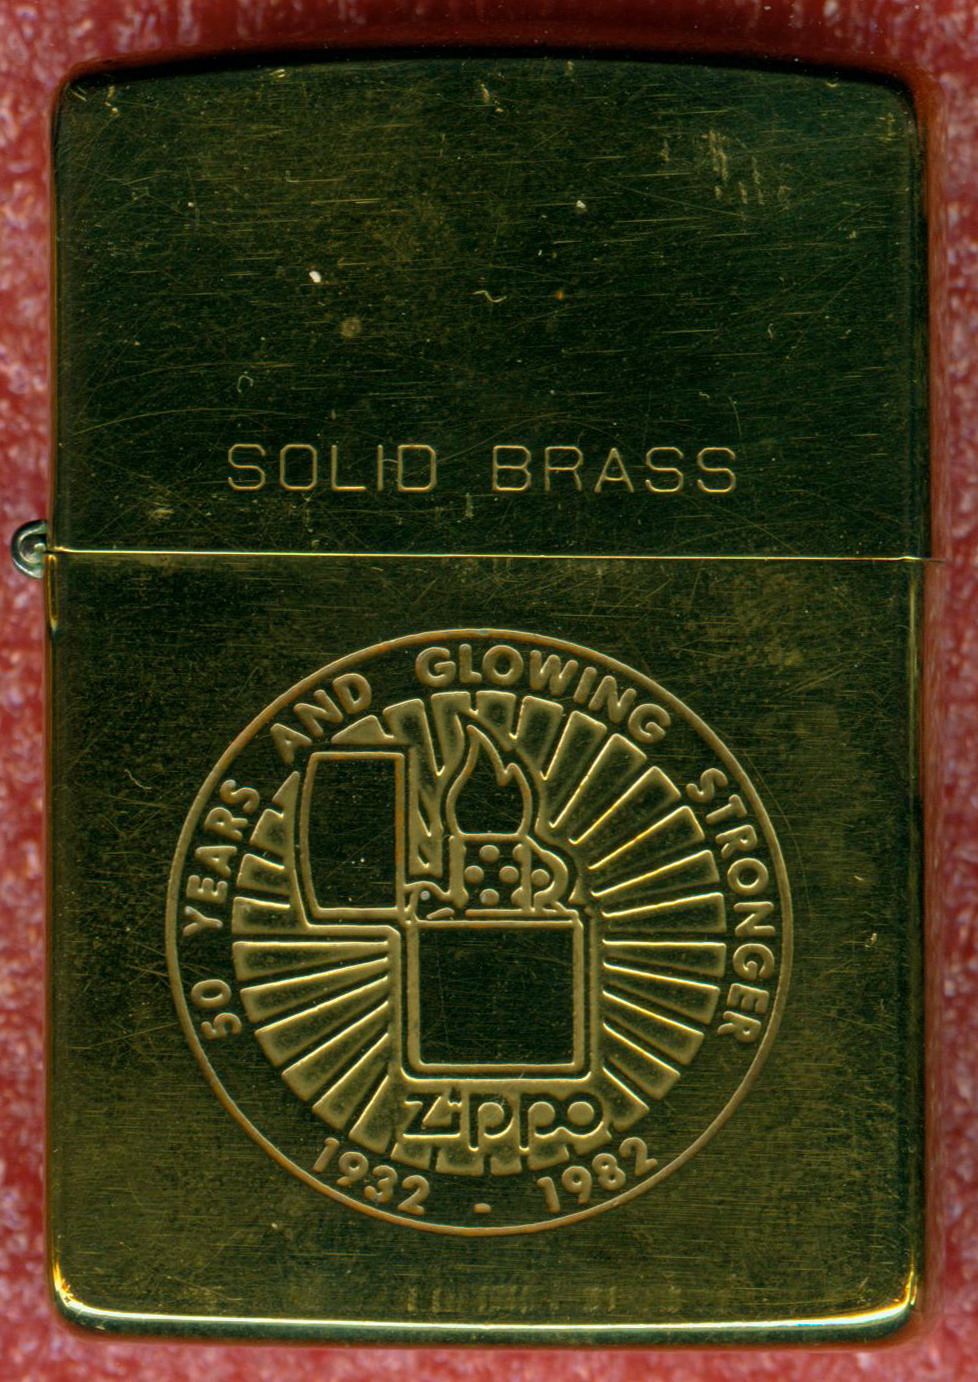 SOLID BRASS
50 YEARS AND GLOWING STRONGER
Zippo
1932 - 1982